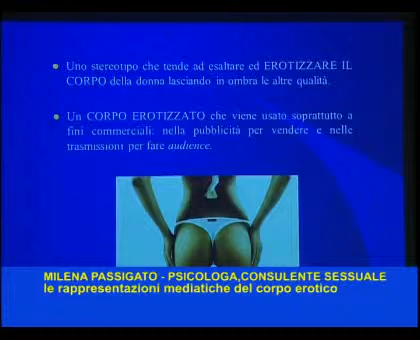 Uno stereotipo che tende ad esaltare ed EROTIZZARE IL
CORPO della donna lasciando in ombra le altre qualità.
Un CORPO EROTIZZATO che viene usato soprattutto a
fini commerciali: nella pubblicità per vendere e nelle
trasmissioni per fare audience.
MILENA PASSIGATO - PSICOLOGA,CONSULENTE SESSUALE
le rappresentazioni mediatiche del corpo erotico